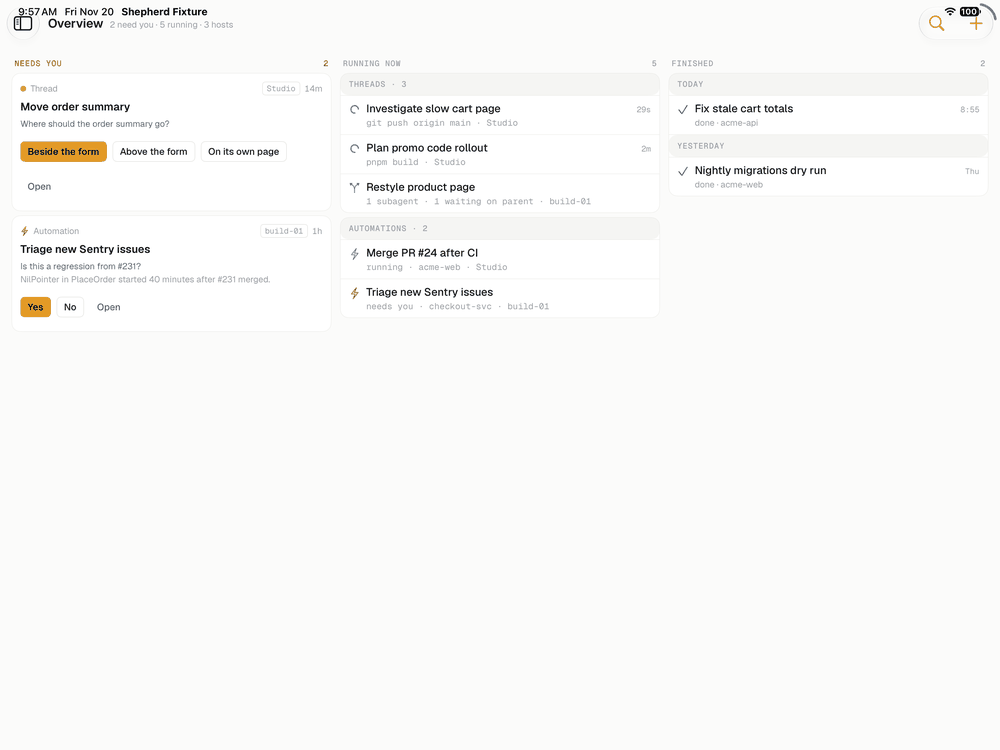 9:57 AM Fri Nov 20 Shepherd Fixture
100
Overview 2 need you · 5 running · 3 hosts
NEEDS YOU 2
Thread Studio 14m
Move order summary
Where should the order summary go?
Beside the form Above the form On its own page
Open
Automation build-01 1h
Triage new Sentry issues
Is this a regression from #231?
NilPointer in PlaceOrder started 40 minutes after #231 merged.
Yes No Open
RUNNING NOW 5
THREADS · 3
Investigate slow cart page 29s
git push origin main · Studio
Plan promo code rollout 2m
pnpm build · Studio
Restyle product page
1 subagent · 1 waiting on parent · build-01
AUTOMATIONS · 2
Merge PR #24 after CI
running · acme-web · Studio
Triage new Sentry issues
needs you · checkout-svc · build-01
FINISHED 2
TODAY
Fix stale cart totals 8:55
done · acme-api
YESTERDAY
Nightly migrations dry run Thu
done · acme-web